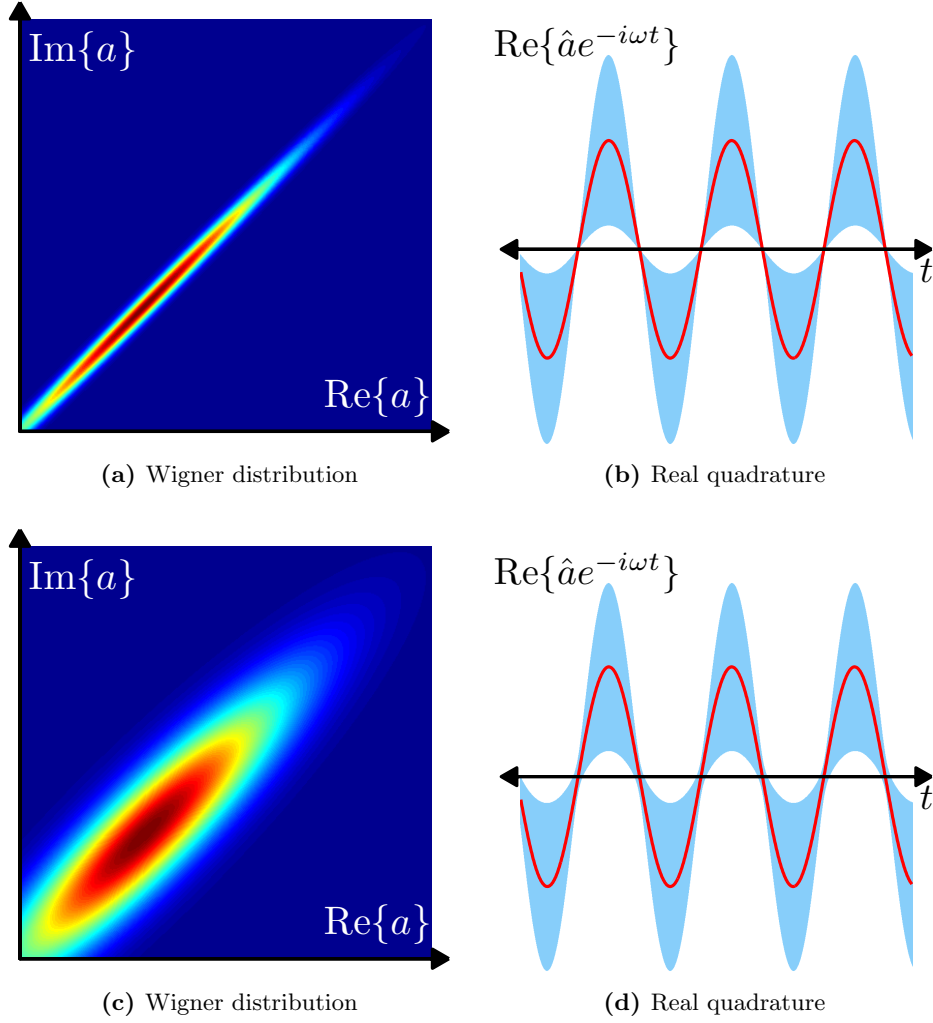 Im{a}
Re{âe^{-iωt}}
t
Re{a}
(a) Wigner distribution
(b) Real quadrature
Im{a}
Re{âe^{-iωt}}
t
Re{a}
(c) Wigner distribution
(d) Real quadrature